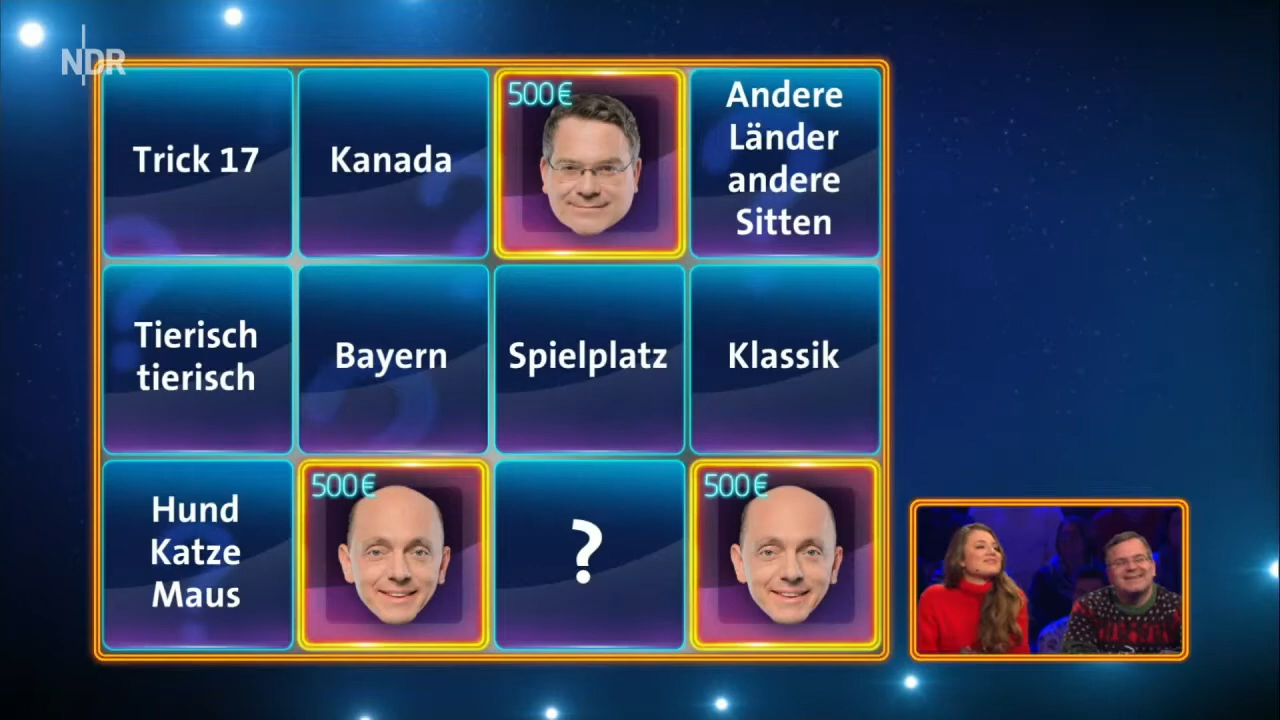 NDR
Trick 17
Kanada
500€
Andere
Länder
andere
Sitten
Tierisch
tierisch
Bayern
Spielplatz
Klassik
Hund
Katze
Maus
500€
?
500€